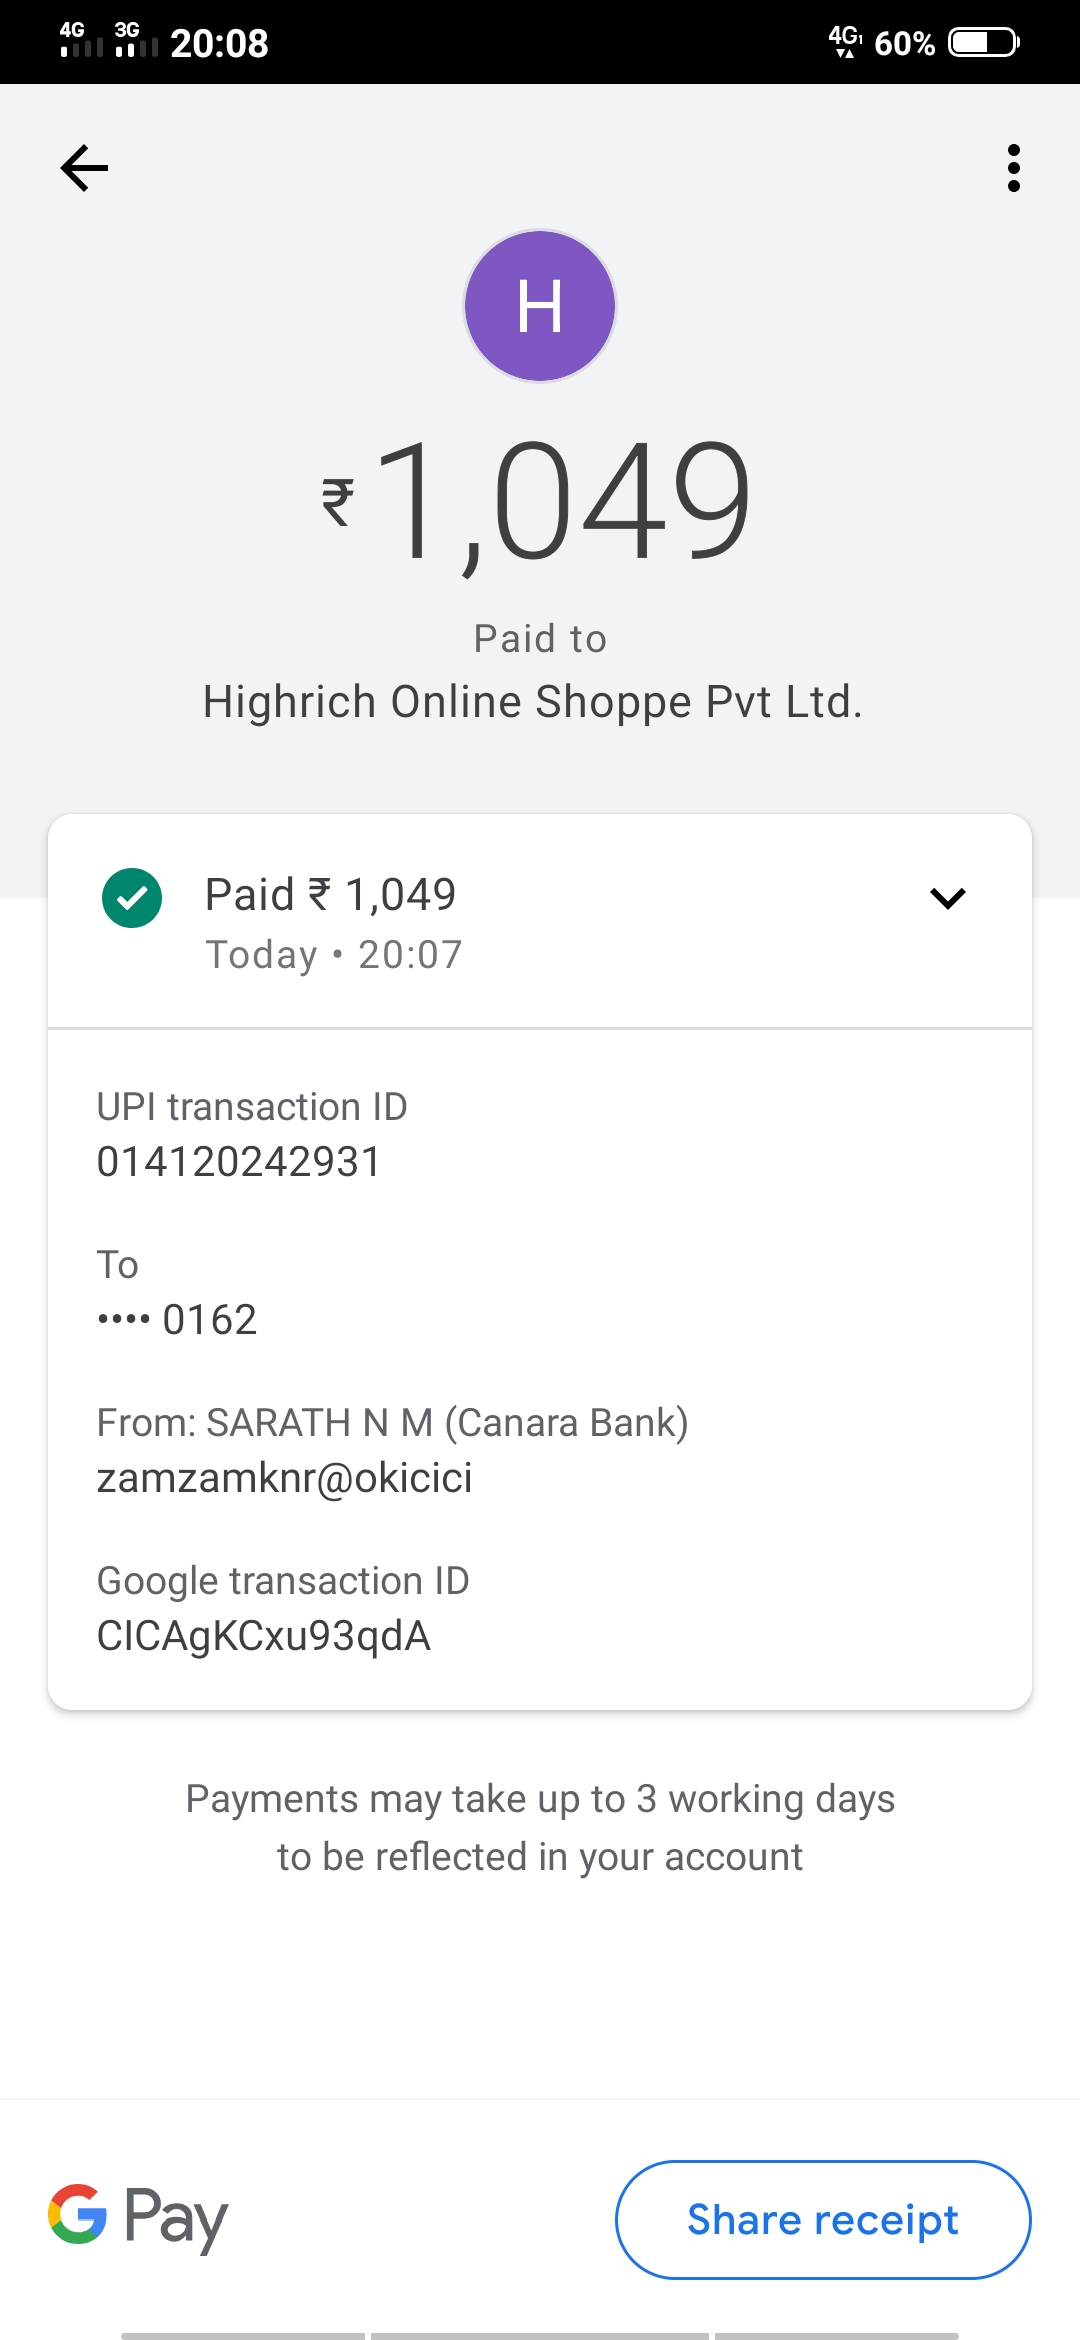 4G 3G 20:08 4G1 60%
H
₹1,049
Paid to
Highrich Online Shoppe Pvt Ltd.
Paid ₹ 1,049
Today • 20:07
UPI transaction ID
014120242931
To
•••• 0162
From: SARATH N M (Canara Bank)
zamzamknr@okicici
Google transaction ID
CICAgKCxu93qdA
Payments may take up to 3 working days
to be reflected in your account
G Pay
Share receipt